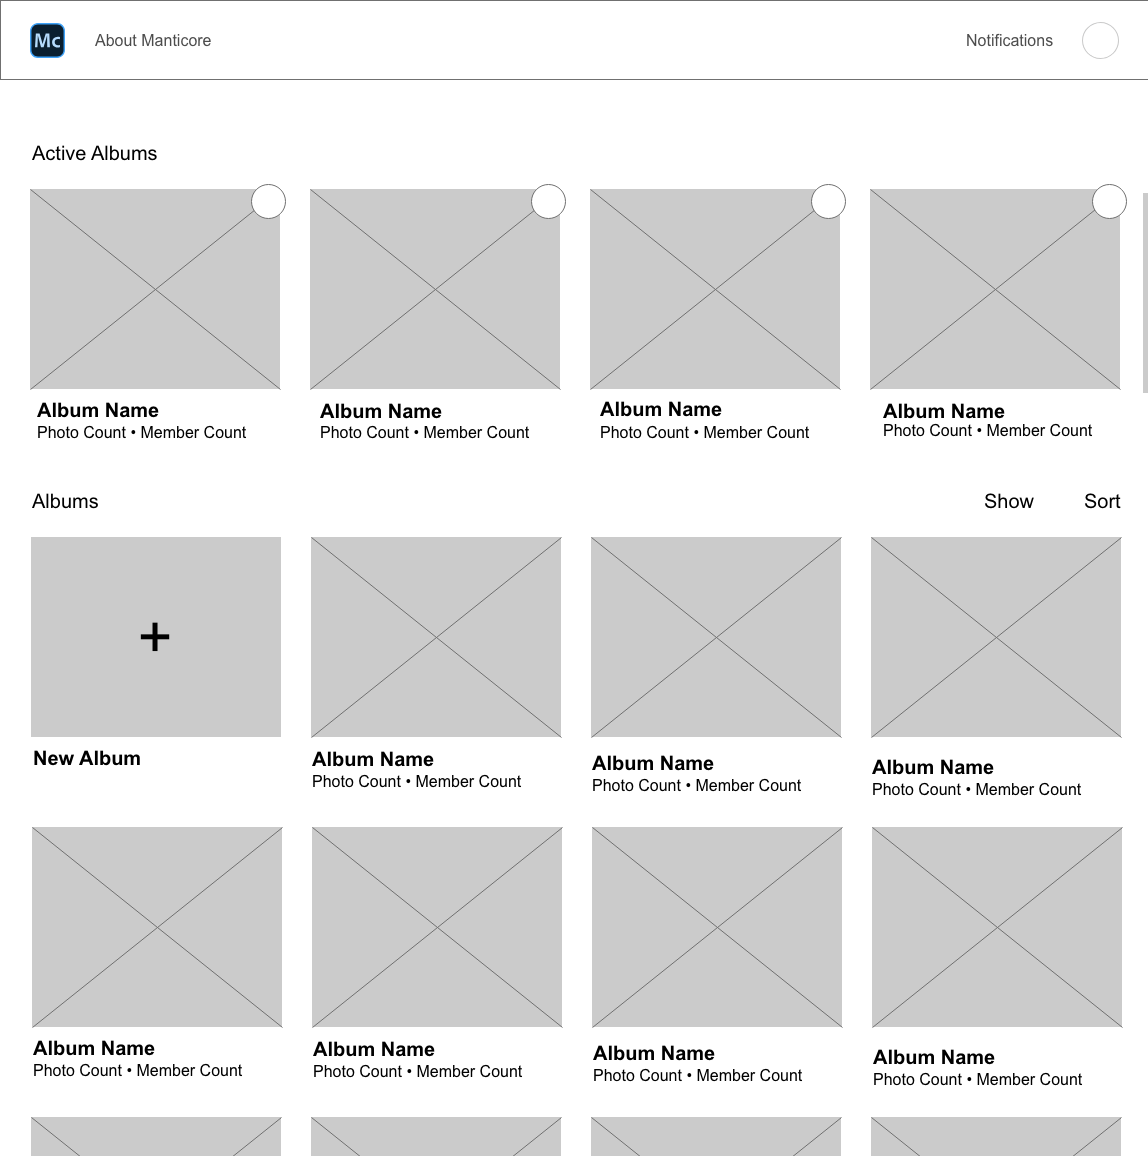 Mc About Manticore Notifications
Active Albums
Album Name Album Name Album Name Album Name
Photo Count • Member Count Photo Count • Member Count Photo Count • Member Count Photo Count • Member Count
Albums Show Sort
+
New Album Album Name Album Name Album Name
Photo Count • Member Count Photo Count • Member Count Photo Count • Member Count
Album Name Album Name Album Name Album Name
Photo Count • Member Count Photo Count • Member Count Photo Count • Member Count Photo Count • Member Count